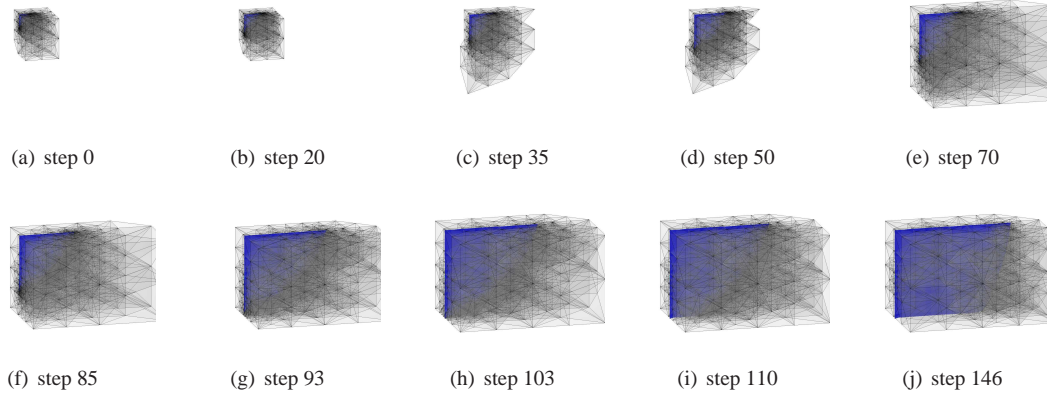 (a) step 0
(b) step 20
(c) step 35
(d) step 50
(e) step 70
(f) step 85
(g) step 93
(h) step 103
(i) step 110
(j) step 146